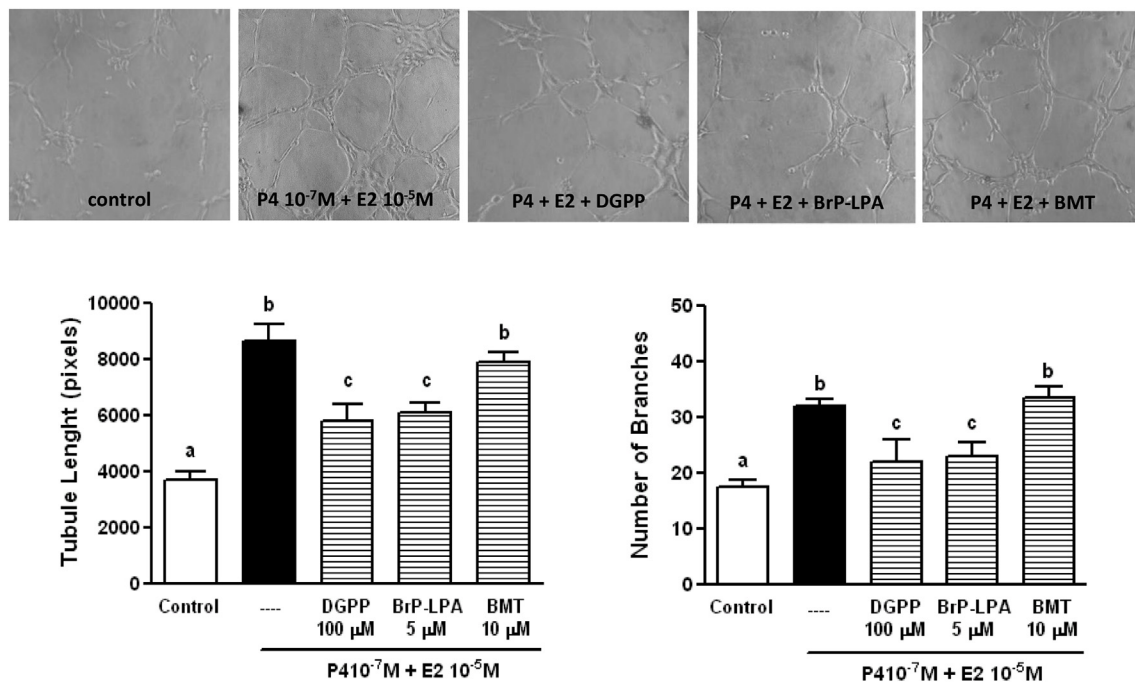 control
P4 10⁻⁷M + E2 10⁻⁵M
P4 + E2 + DGPP
P4 + E2 + BrP-LPA
P4 + E2 + BMT
Tubule Lenght (pixels)
10000
8000
6000
4000
2000
0
a
b
c
c
b
Control
----
DGPP
100 µM
BrP-LPA
5 µM
BMT
10 µM
P410⁻⁷M + E2 10⁻⁵M
Number of Branches
50
40
30
20
10
0
a
b
c
c
b
Control
----
DGPP
100 µM
BrP-LPA
5 µM
BMT
10 µM
P410⁻⁷M + E2 10⁻⁵M